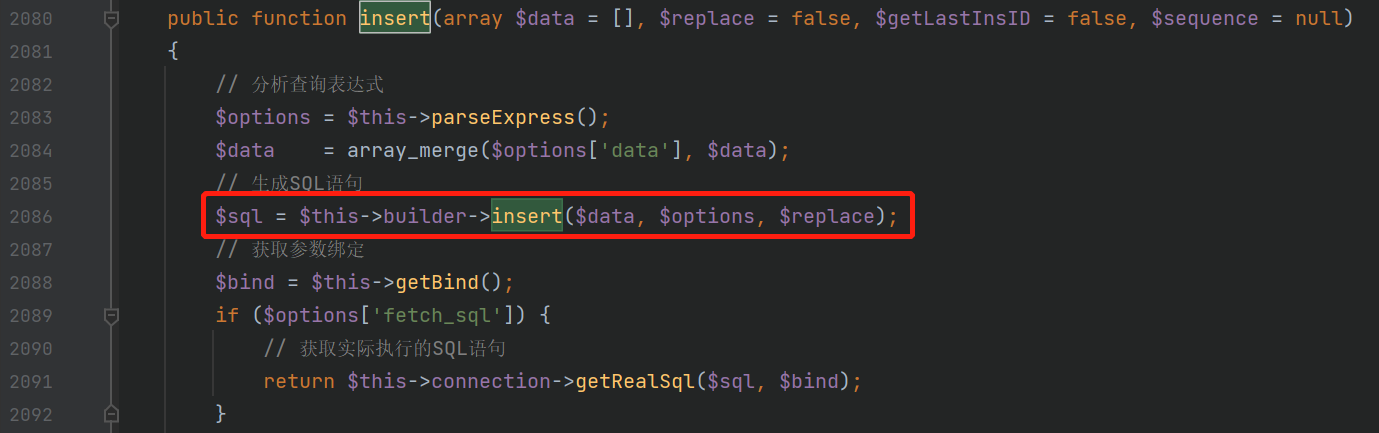 2080 public function insert(array $data = [], $replace = false, $getLastInsID = false, $sequence = null)
2081 {
2082 // 分析查询表达式
2083 $options = $this->parseExpress();
2084 $data    = array_merge($options['data'], $data);
2085 // 生成SQL语句
2086 $sql = $this->builder->insert($data, $options, $replace);
2087 // 获取参数绑定
2088 $bind = $this->getBind();
2089 if ($options['fetch_sql']) {
2090 // 获取实际执行的SQL语句
2091 return $this->connection->getRealSql($sql, $bind);
2092 }